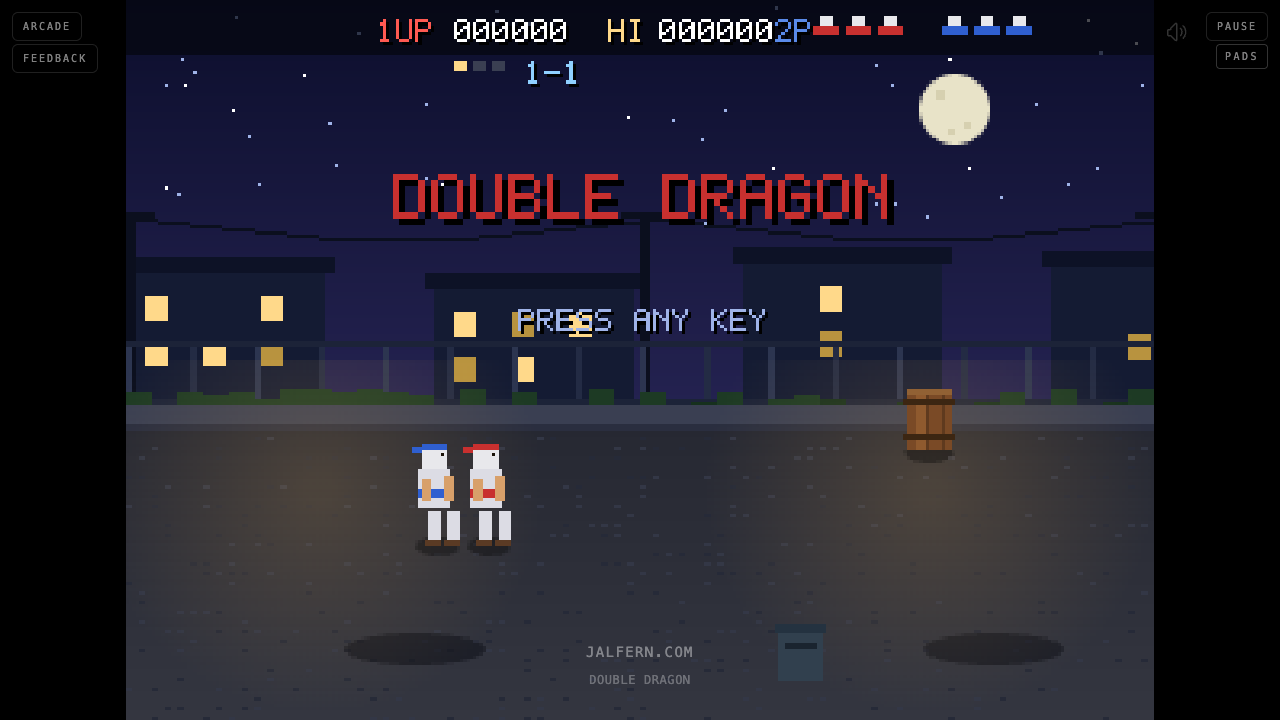 ARCADE
FEEDBACK
1UP 000000 HI 000000 2P
1-1
PAUSE
PADS
DOUBLE DRAGON
PRESS ANY KEY
JALFERN.COM
DOUBLE DRAGON